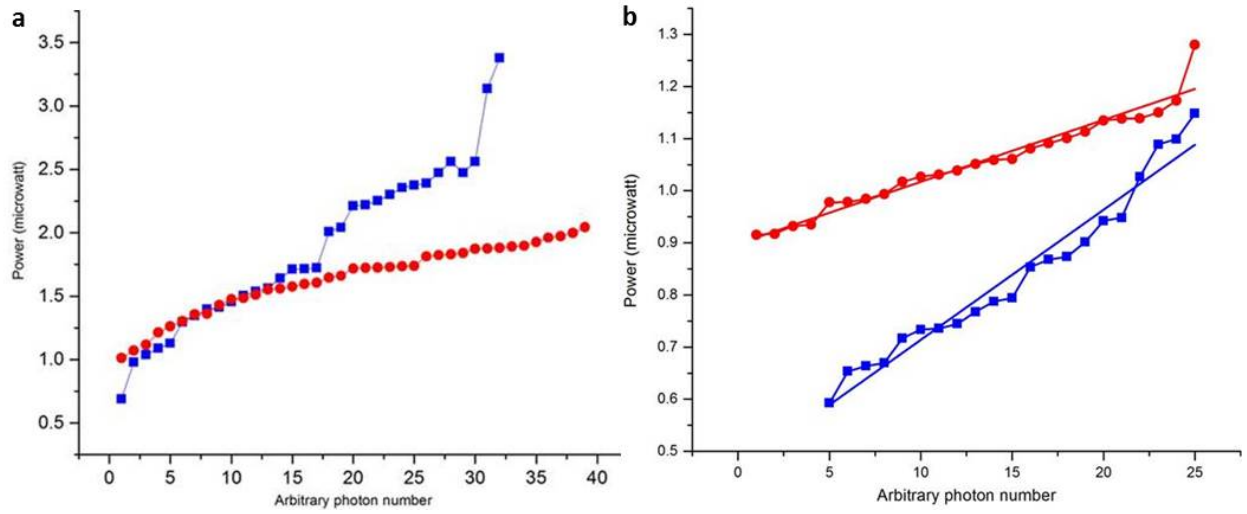 a
3.5
3.0
2.5
2.0
1.5
1.0
0.5
Power (microwatt)
0 5 10 15 20 25 30 35 40
Arbitrary photon number
b
1.3
1.2
1.1
1.0
0.9
0.8
0.7
0.6
0.5
Power (microwatt)
0 5 10 15 20 25
Arbitrary photon number